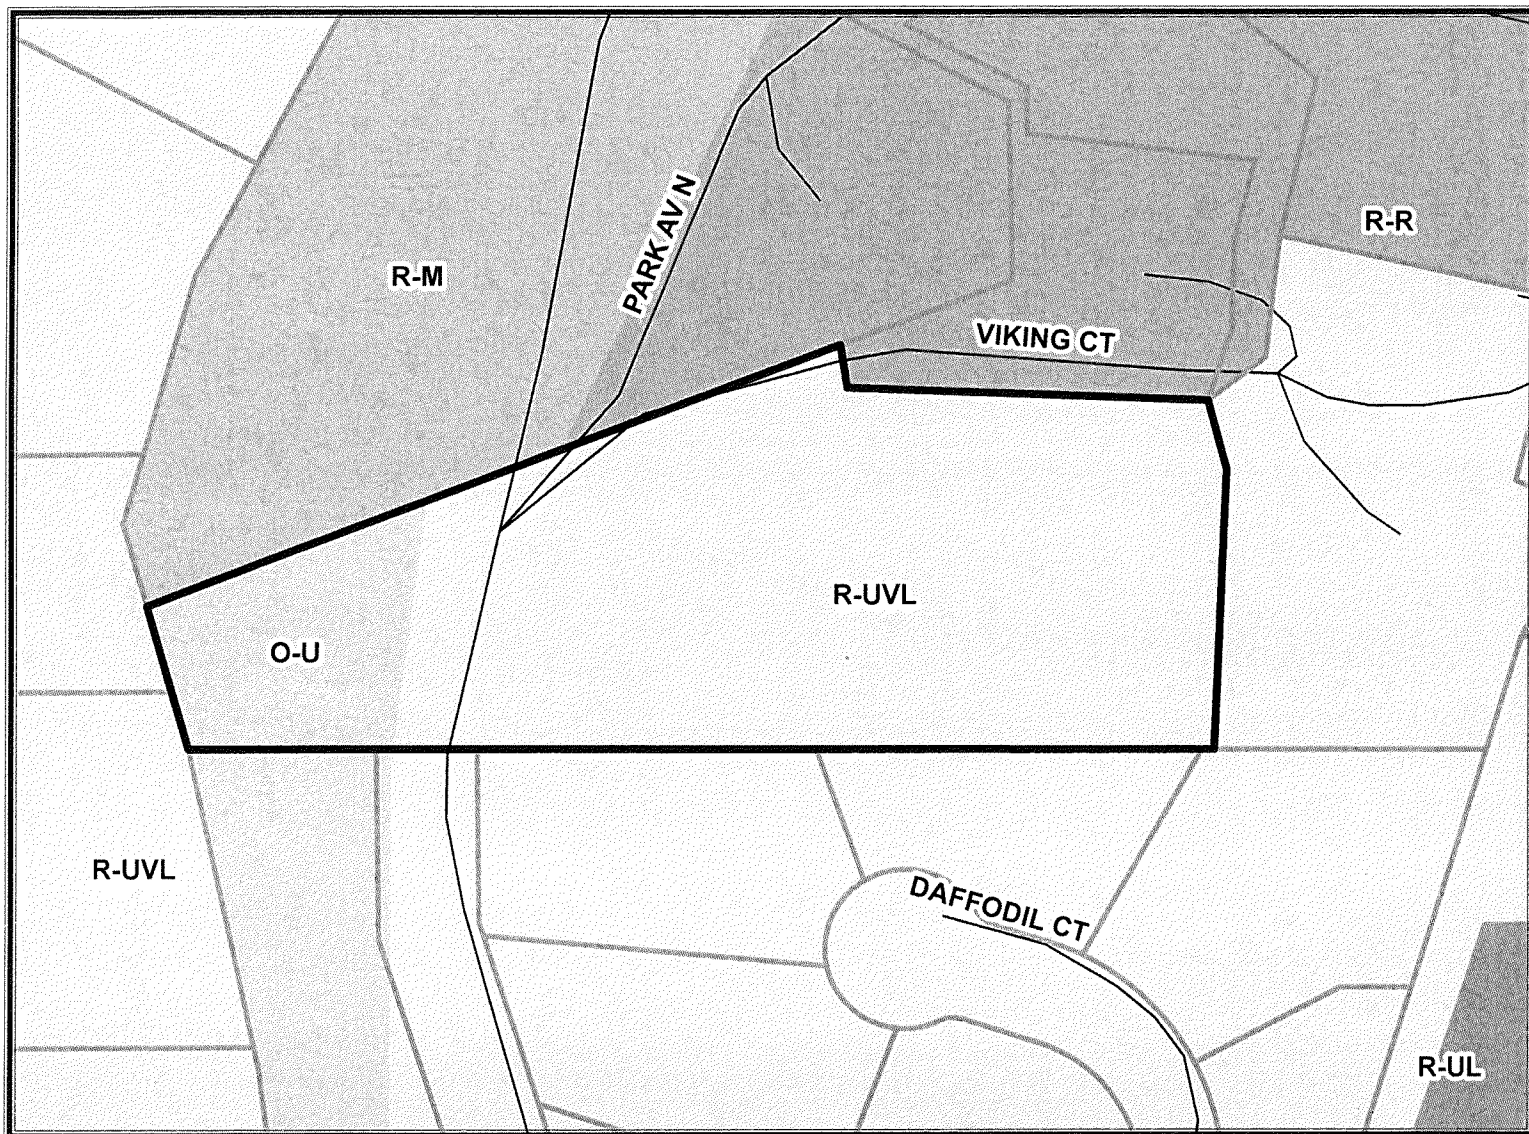 R-R
PARK AV N
R-M
VIKING CT
R-UVL
O-U
R-UVL
DAFFODIL CT
R-UL